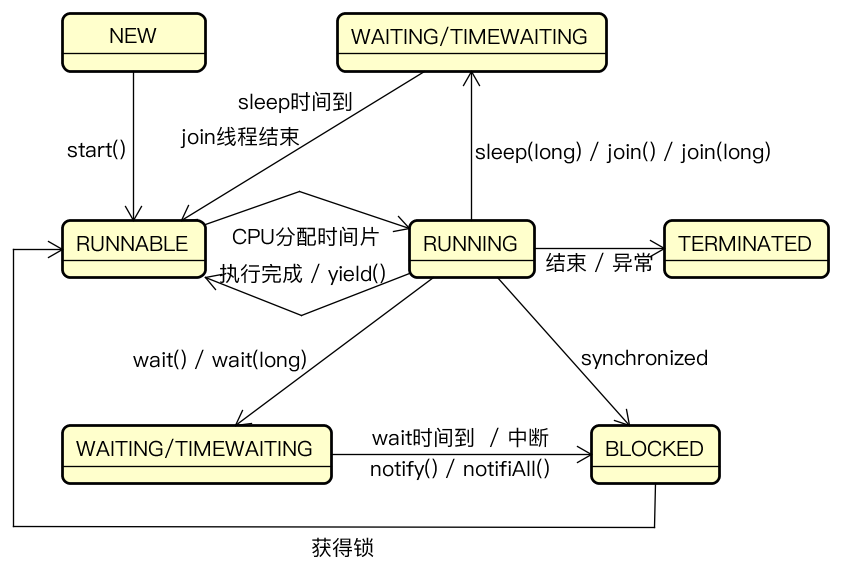 NEW
WAITING/TIMEWAITING
sleep时间到
join线程结束
start()
sleep(long) / join() / join(long)
RUNNABLE
CPU分配时间片
RUNNING
TERMINATED
执行完成 / yield()
结束 / 异常
wait() / wait(long)
synchronized
WAITING/TIMEWAITING
wait时间到 / 中断
notify() / notifiAll()
BLOCKED
获得锁